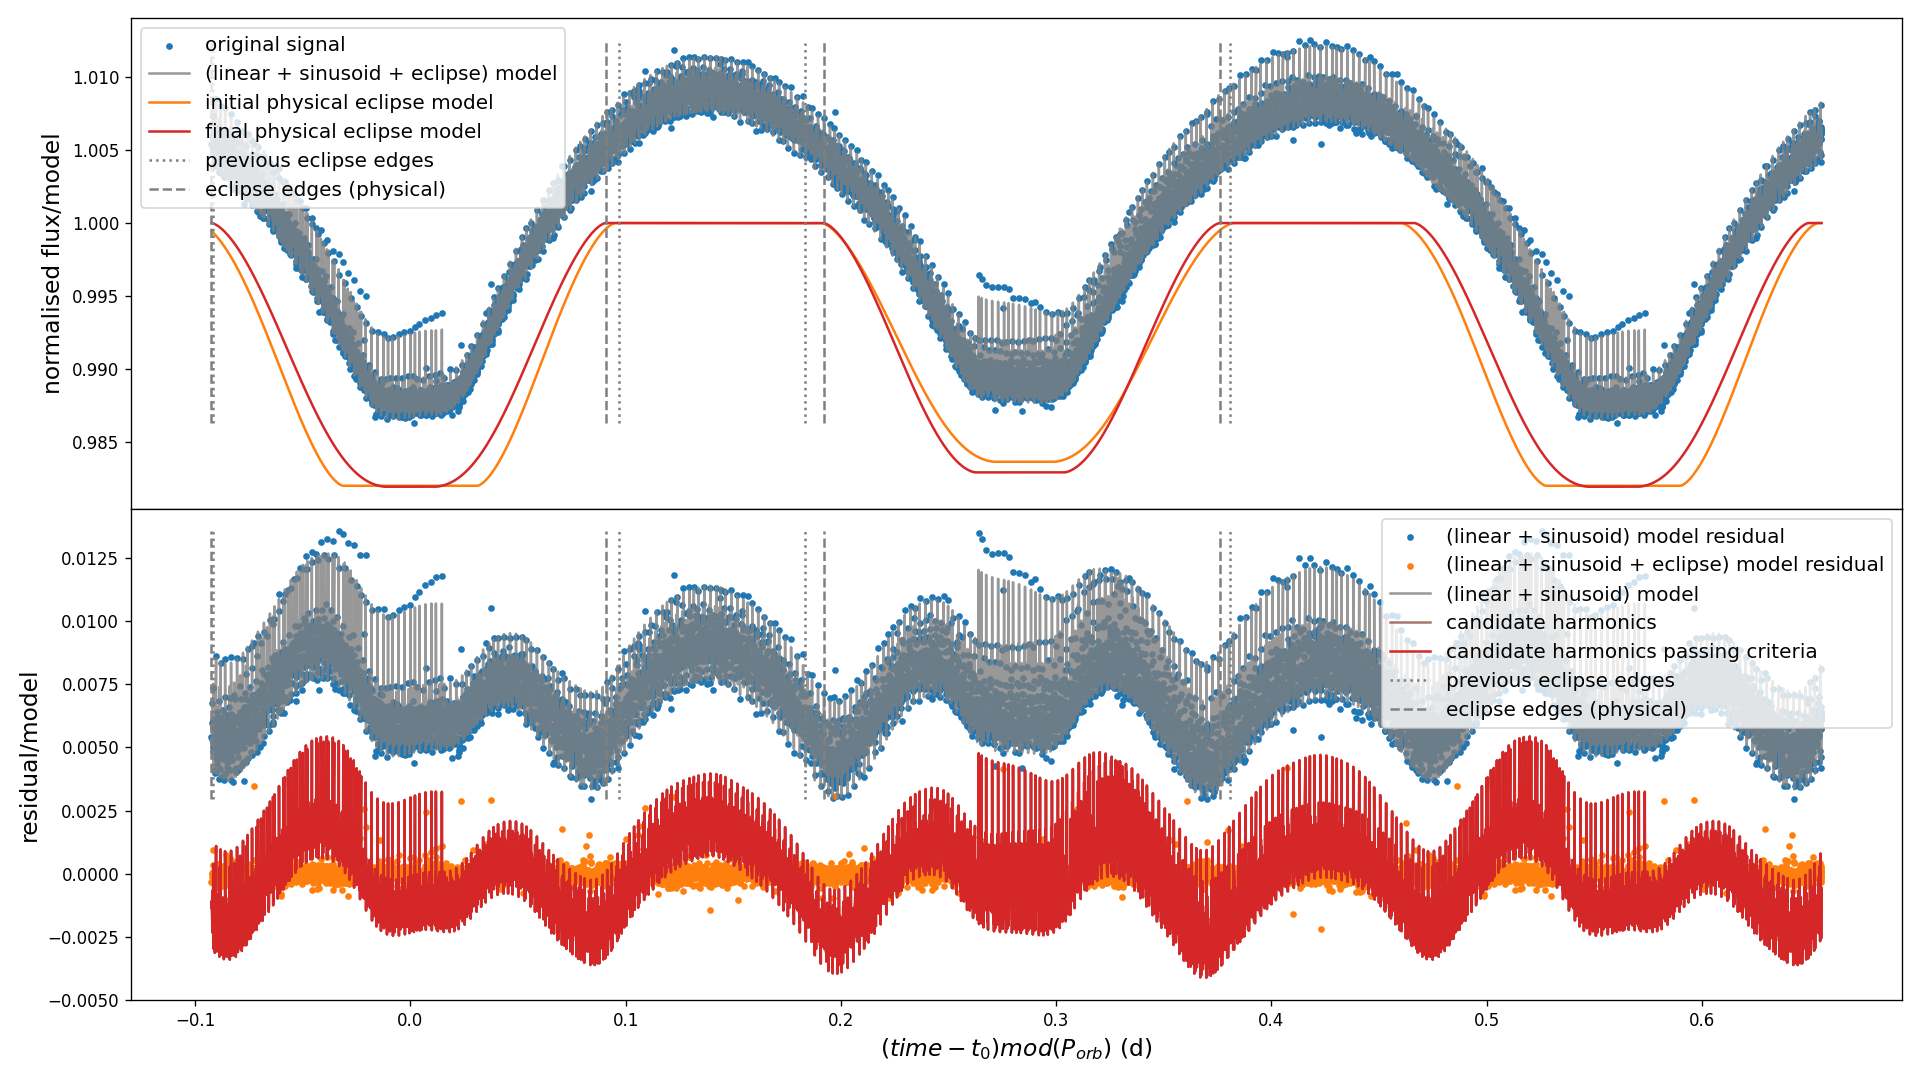 original signal
(linear + sinusoid + eclipse) model
initial physical eclipse model
final physical eclipse model
previous eclipse edges
eclipse edges (physical)
normalised flux/model
1.010
1.005
1.000
0.995
0.990
0.985
(linear + sinusoid) model residual
(linear + sinusoid + eclipse) model residual
(linear + sinusoid) model
candidate harmonics
candidate harmonics passing criteria
previous eclipse edges
eclipse edges (physical)
residual/model
0.0125
0.0100
0.0075
0.0050
0.0025
0.0000
−0.0025
−0.0050
−0.1 0.0 0.1 0.2 0.3 0.4 0.5 0.6
(time − t₀)mod(P_orb) (d)